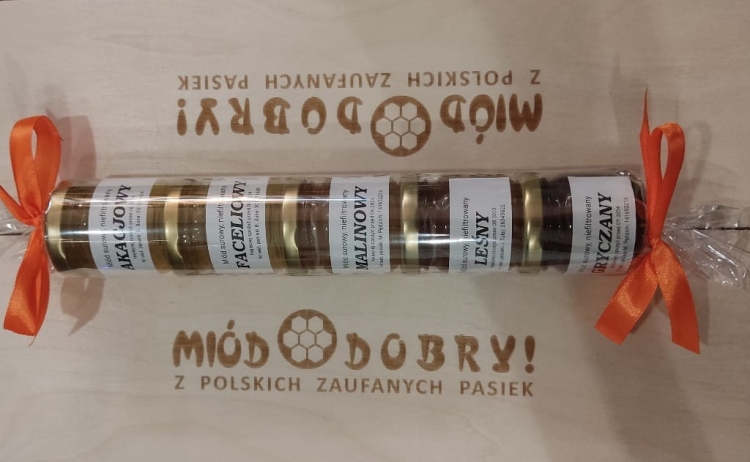 Z POLSKICH ZAUFANYCH PASIEK
MIÓD DOBRY!
Miód surowy, niefiltrowany
AKACJOWY
Miód surowy, niefiltrowany
FACELIOWY
Miód surowy, niefiltrowany
MALINOWY
Miód surowy, niefiltrowany
LEŚNY
Miód surowy, niefiltrowany
GRYCZANY
MIÓD DOBRY!
Z POLSKICH ZAUFANYCH PASIEK